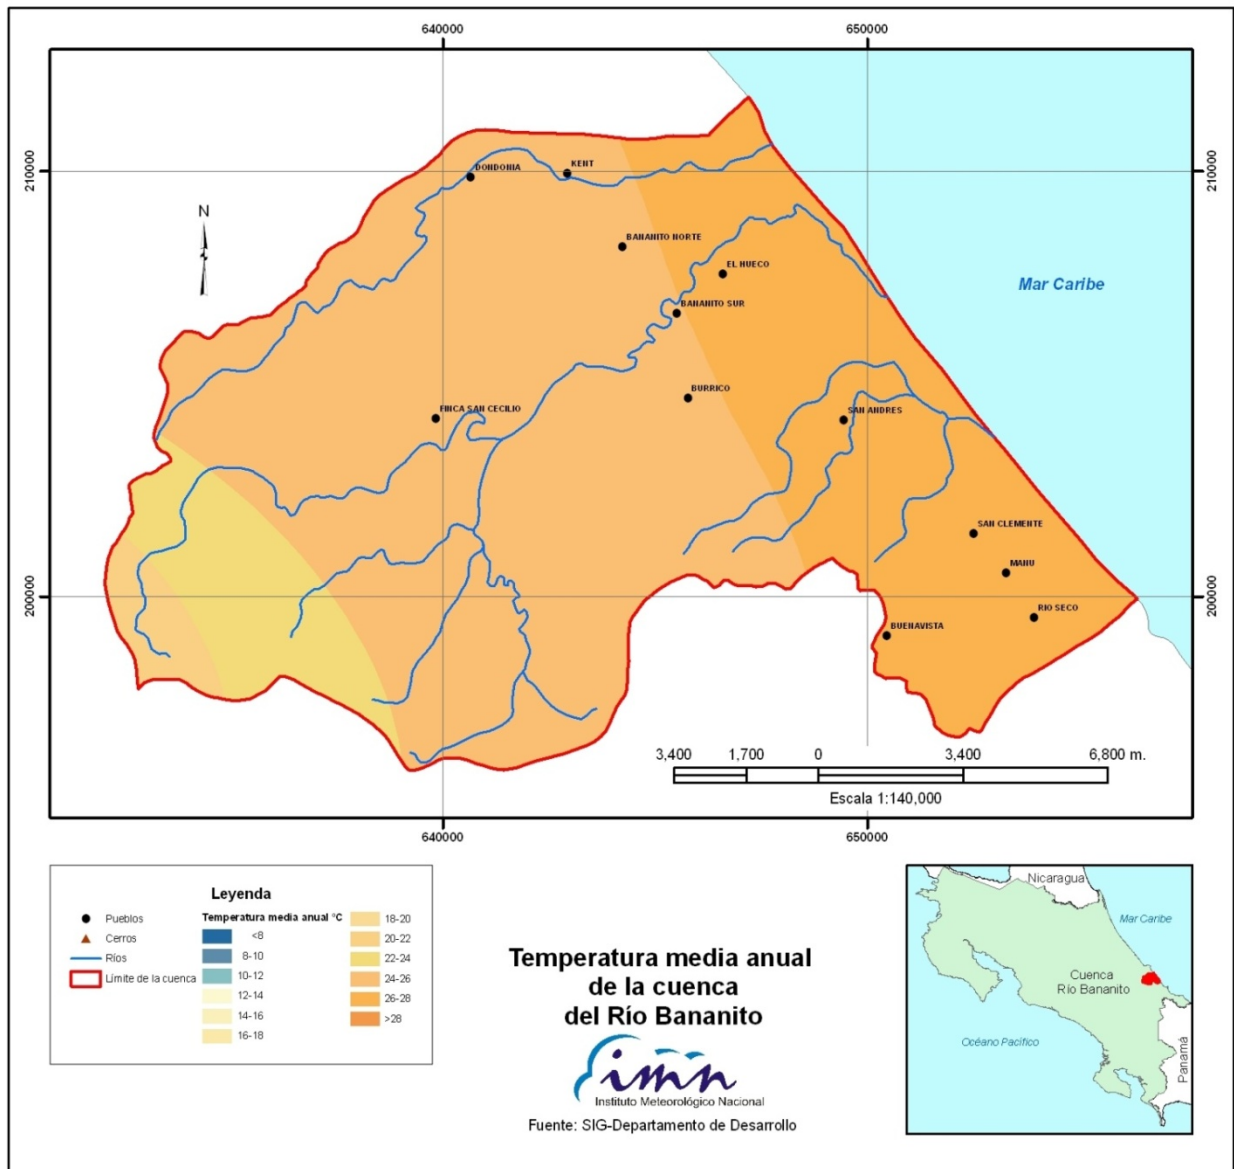 640000
650000
210000
210000
N
DONDONIA
KENT
BANANITO NORTE
EL HUECO
Mar Caribe
BANANITO SUR
BURRICO
FINCA SAN CECILIO
SAN ANDRES
SAN CLEMENTE
MAHU
200000
200000
RIO SECO
BUENAVISTA
3,400
1,700
0
3,400
6,800 m.
Escala 1:140,000
640000
650000
Leyenda
Pueblos
Cerros
Ríos
Límite de la cuenca
Temperatura media anual °C
<8
8-10
10-12
12-14
14-16
16-18
18-20
20-22
22-24
24-26
26-28
>28
Temperatura media anual
de la cuenca
del Río Bananito
imn
Instituto Meteorológico Nacional
Fuente: SIG-Departamento de Desarrollo
Nicaragua
Mar Caribe
Cuenca
Río Bananito
Océano Pacífico
Panamá